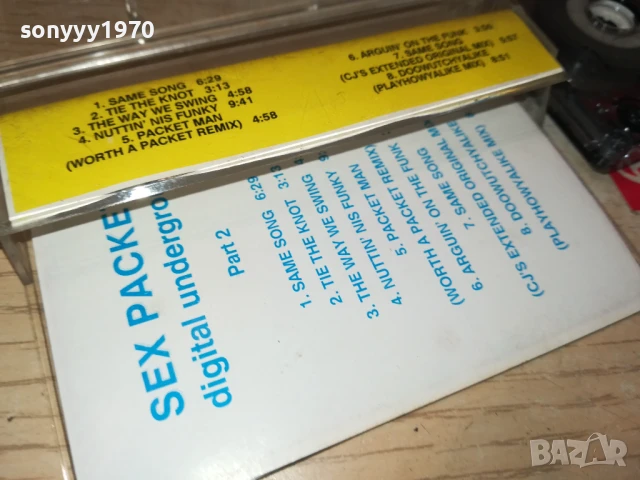 sonyyy1970
1. SAME SONG 6:29
2. TIE THE KNOT 3:13
3. THE WAY WE SWING 4:58
4. NUTTIN' NIS FUNKY 9:41
5. PACKET MAN
(WORTH A PACKET REMIX) 4:58
6. ARGUIN' ON THE FUNK
7. SAME SONG
(CJ'S EXTENDED ORIGINAL MIX) 5:57
8. DOOWUTCHYALIKE
(PLAYHOWYALIKE MIX) 8:51
SEX PACKE
digital undergro
Part 2
1. SAME SONG 6:29
2. TIE THE KNOT 3:13
3. THE WAY WE SWING
4. NUTTIN' NIS FUNKY
5. PACKET MAN
(WORTH A PACKET REMIX)
6. ARGUIN' ON THE FUNK
7. SAME SONG
(CJ'S EXTENDED ORIGINAL MI
8. DOOWUTCHYALIKE
(PLAYHOWYALIKE MIX)
BAZAR